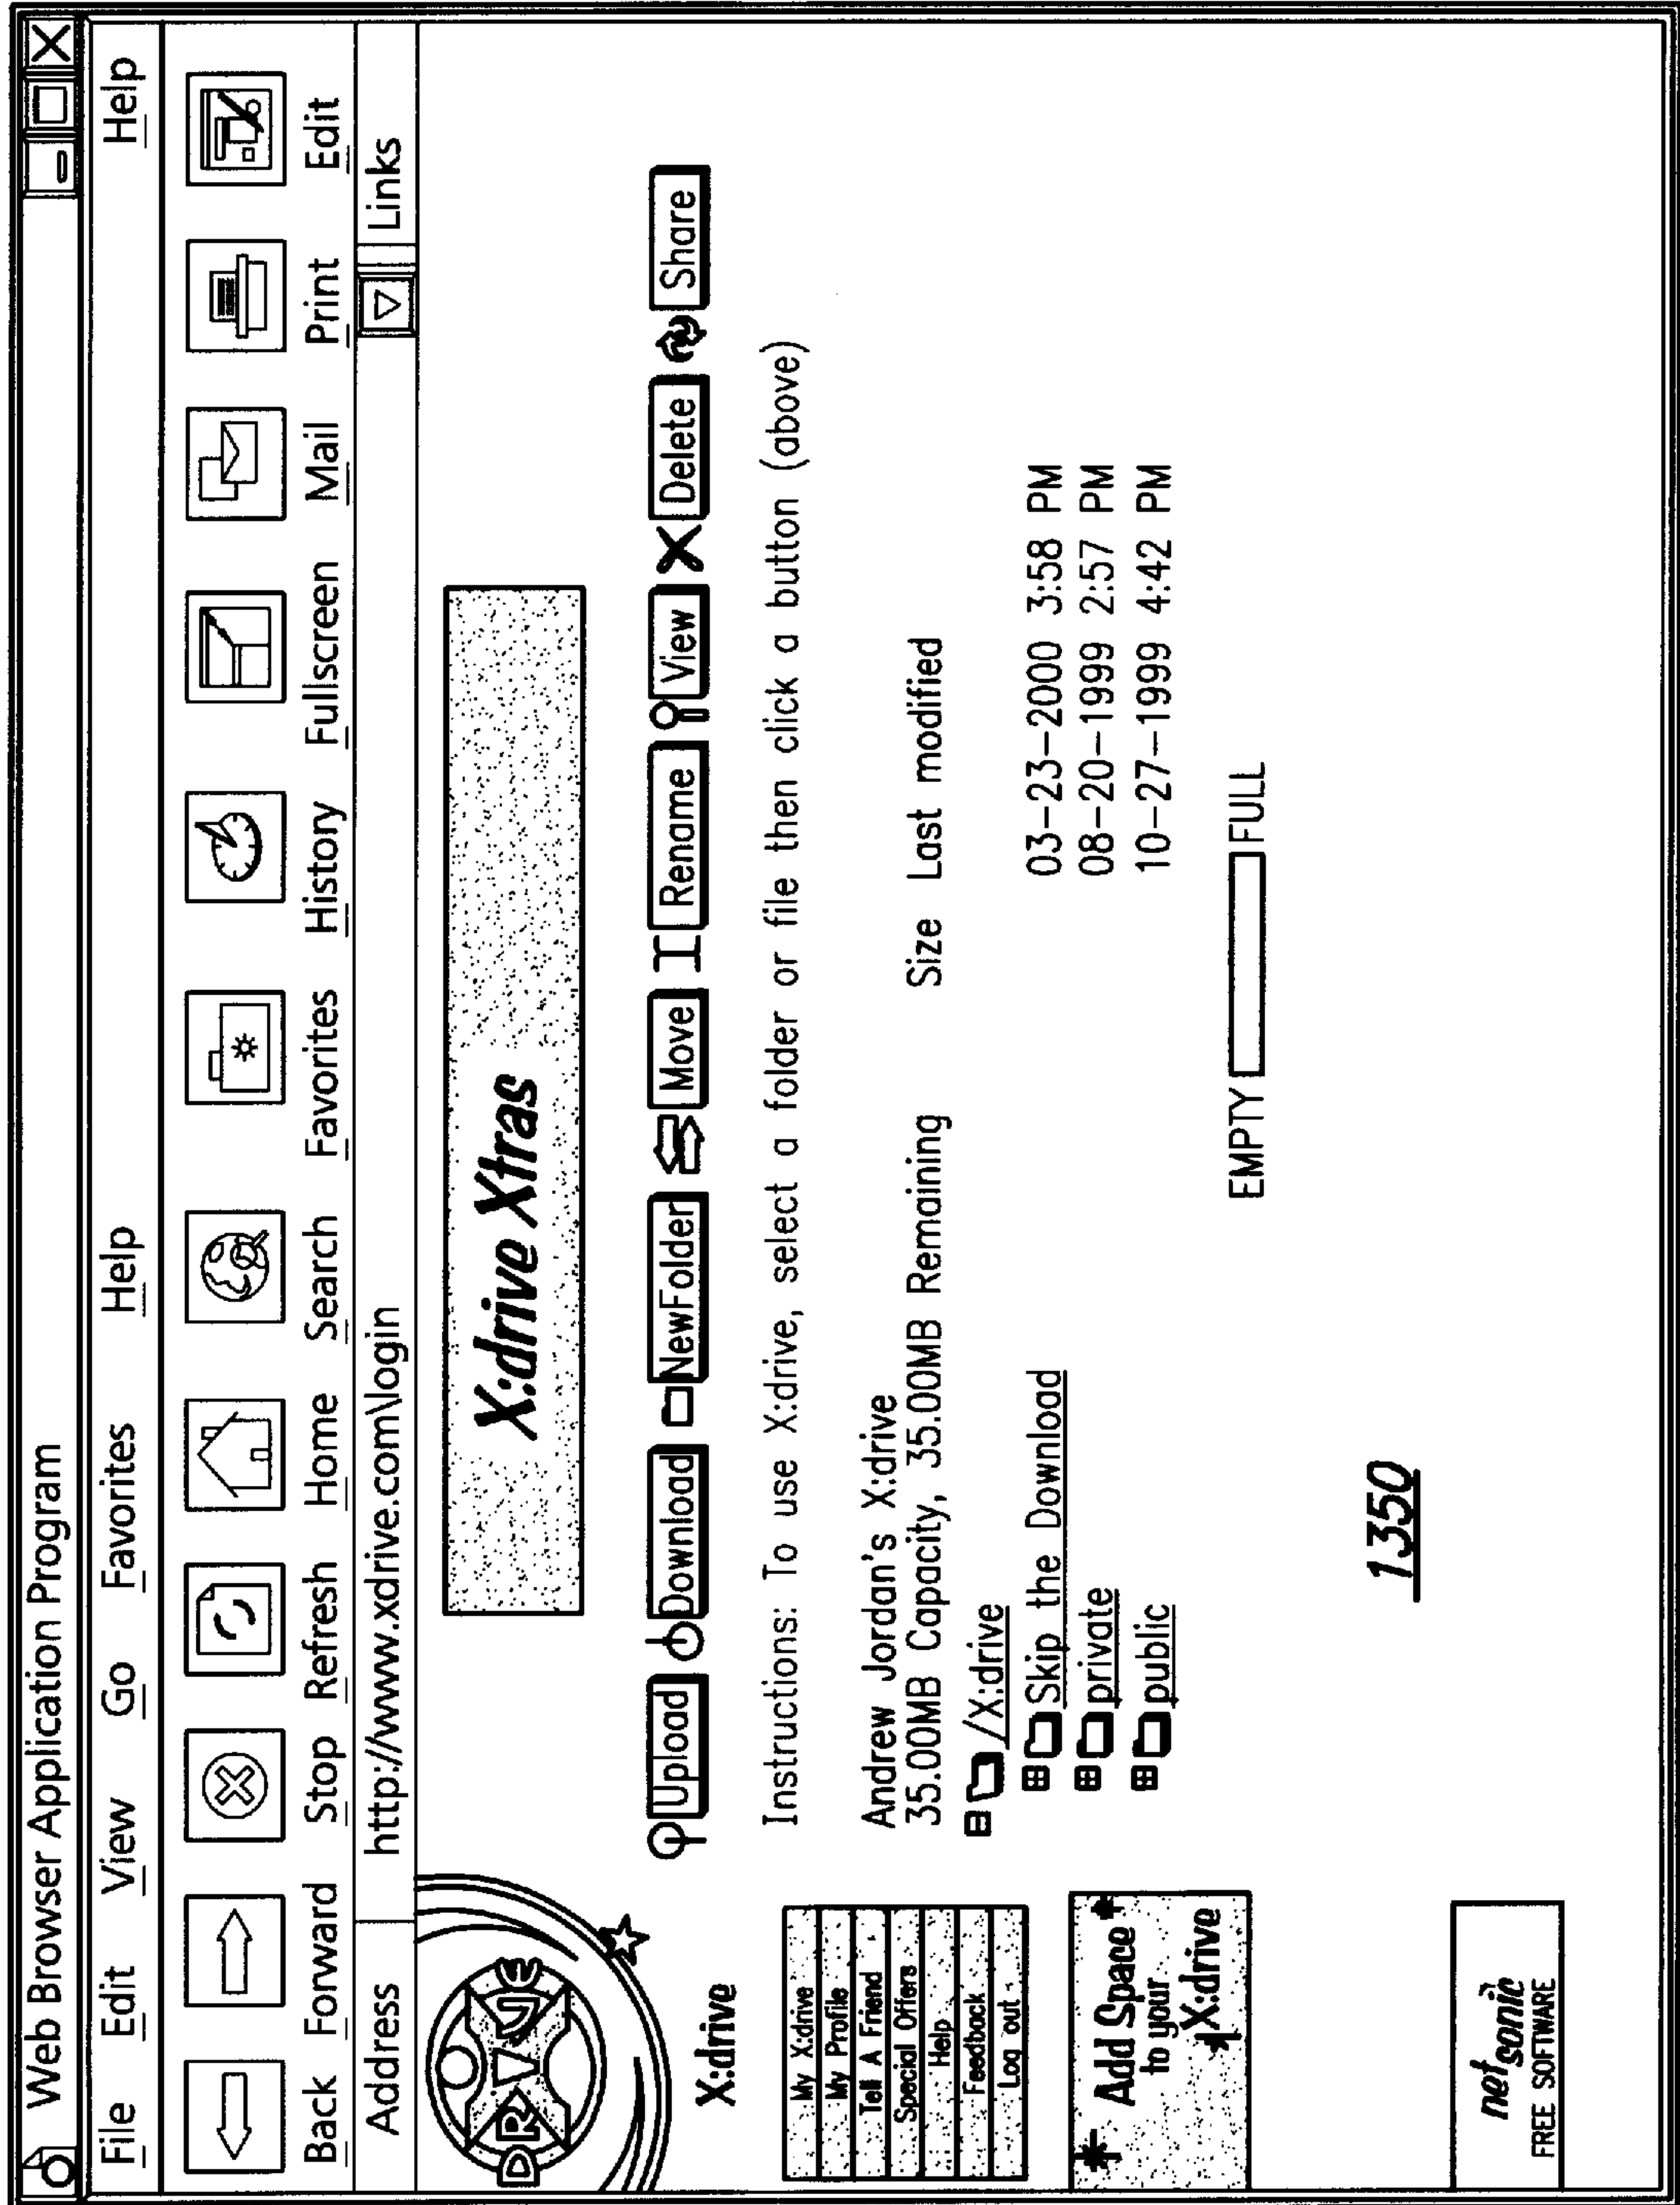 Web Browser Application Program
File Edit View Go Favorites Help Help
Back Forward Stop Refresh Home Search Favorites History Fullscreen Mail Print Edit
Address http://www.xdrive.com\login Links
DRIVE
X:drive
X:drive Xtras
Upload Download NewFolder Move Rename View Delete Share
Instructions: To use X:drive, select a folder or file then click a button (above)
My X:drive
My Profile
Tell A Friend
Special Offers
Help
Feedback
Log out
Andrew Jordan's X:drive
35.00MB Capacity, 35.00MB Remaining Size Last modified
/X:drive
Skip the Download 03-23-2000 3:58 PM
private 08-20-1999 2:57 PM
public 10-27-1999 4:42 PM
EMPTY FULL
Add Space
to your
X:drive
1350
netsonic
FREE SOFTWARE